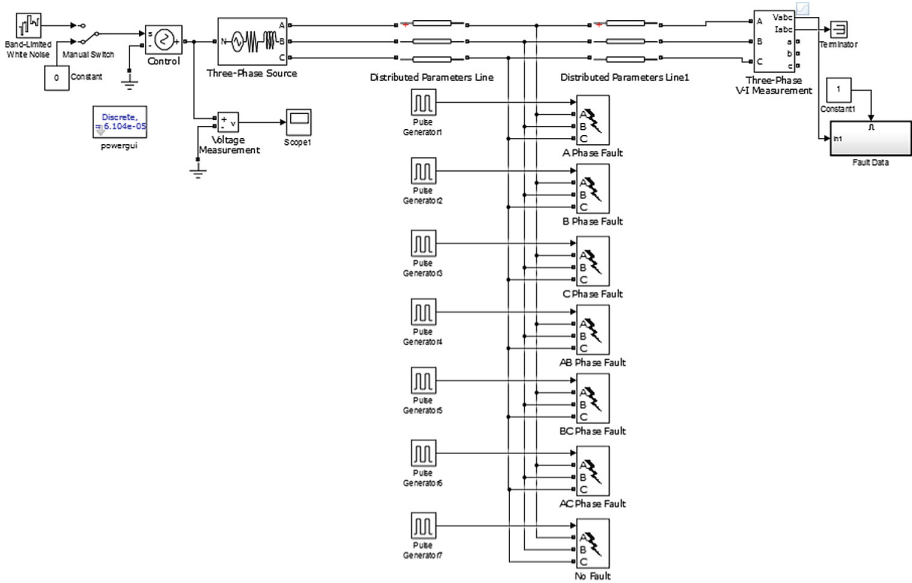 Band-Limited
White Noise
Manual Switch
0
Constant
s
-
+
Control
N
A
B
C
Three-Phase Source
Distributed Parameters Line
Distributed Parameters Line1
A
B
C
Vabc
Iabc
a
b
c
Three-Phase
V-I Measurement
Terminator
1
Constant1
In1
Fault Data
Discrete,
= 6.104e-05
powergui
+
-
v
Voltage
Measurement
Scope1
Pulse
Generator1
A
B
C
A Phase Fault
Pulse
Generator2
A
B
C
B Phase Fault
Pulse
Generator3
A
B
C
C Phase Fault
Pulse
Generator4
A
B
C
AB Phase Fault
Pulse
Generator5
A
B
C
BC Phase Fault
Pulse
Generator6
A
B
C
AC Phase Fault
Pulse
Generator7
A
B
C
No Fault